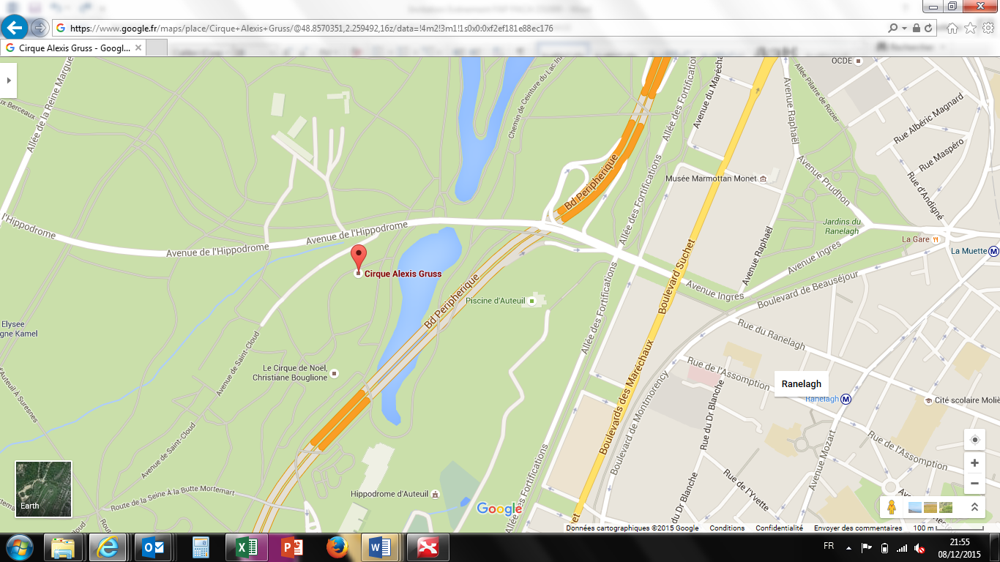 https://www.google.fr/maps/place/Cirque+Alexis+Gruss/@48.8570351,2.259492,16z/data=!4m2!3m1!1s0x0:0xf2ef181e88ec176
Cirque Alexis Gruss - Googl...
OCDE
Allée de la Reine Margue
ux Berceaux
Chemin de Ceinture du Lac In
Allée des Fortifications
Avenue du Maréch
Avenue Raphaël
Allée Pilatre de Rozier
Rue Albéric Magnard
Rue Maspero
Rue d'Andigné
Bd Peripherique
Musée Marmottan Monet
Avenue Prudhon
Allée des Fortifications
Jardins du
Ranelagh
La Gare
La Muette
l'Hippodrome
Avenue de l'Hippodrome
Avenue de l'Hippodrome
Avenue Raphaël
Avenue Ingres
Cirque Alexis Gruss
Boulevard Suchet
Avenue Ingres
Boulevard de Beauséjour
Bd Peripherique
Piscine d'Auteuil
Allée des Fortifications
Rue du Ranelagh
Elysee
gne Kamel
Avenue de Saint-Cloud
Le Cirque de Noël,
Christiane Bouglione
Rue de l'Assomption
Ranelagh
Ranelagh
Cité scolaire Moliè
d'Auteuil À Suresnes
Boulevards des Maréchaux
Boulevard de Montmorency
Rue du Dr Blanche
Avenue Mozart
Rue de l'Assomption
Avenue de Saint-Cloud
Allée des Fortifications
Rue de l'Yvette
u Dr Blanche
Route de la Seine À la Butte Mortemart
Hippodrome d'Auteuil
Earth
Google
Données cartographiques ©2015 Google
Conditions
Confidentialité
Envoyer des commentaires
100 m
FR
21:55
08/12/2015